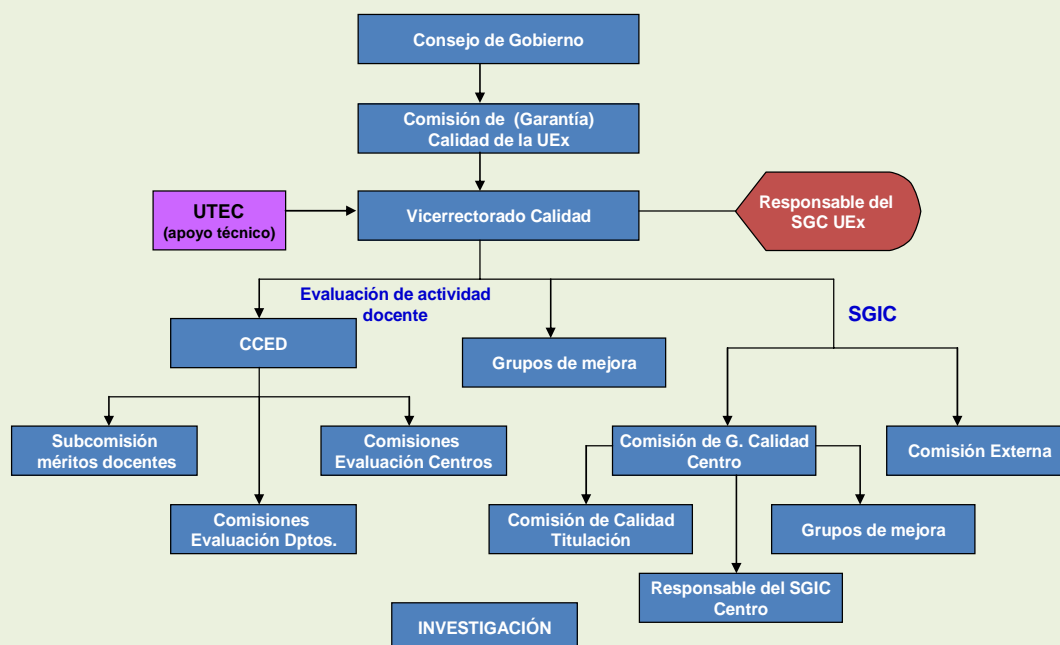 Consejo de Gobierno
Comisión de (Garantía)
Calidad de la UEx
UTEC
(apoyo técnico)
Vicerrectorado Calidad
Responsable del
SGC UEx
Evaluación de actividad
docente
SGIC
CCED
Grupos de mejora
Subcomisión
méritos docentes
Comisiones
Evaluación Centros
Comisión de G. Calidad
Centro
Comisión Externa
Comisiones
Evaluación Dptos.
Comisión de Calidad
Titulación
Grupos de mejora
Responsable del SGIC
Centro
INVESTIGACIÓN